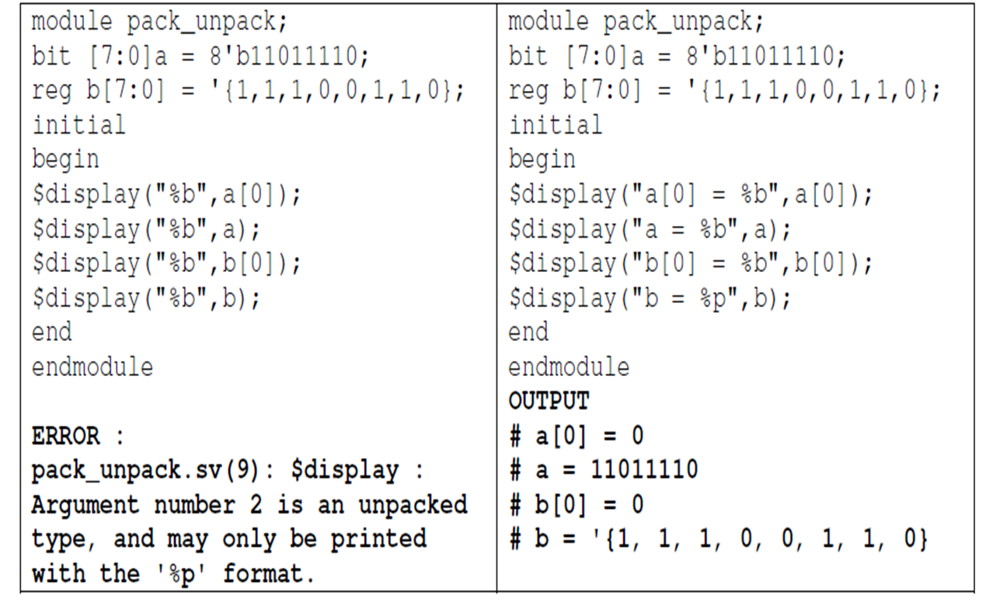 module pack_unpack;
bit [7:0]a = 8'b11011110;
reg b[7:0] = '{1,1,1,0,0,1,1,0};
initial
begin
$display("%b",a[0]);
$display("%b",a);
$display("%b",b[0]);
$display("%b",b);
end
endmodule
ERROR :
pack_unpack.sv(9): $display :
Argument number 2 is an unpacked
type, and may only be printed
with the '%p' format.
module pack_unpack;
bit [7:0]a = 8'b11011110;
reg b[7:0] = '{1,1,1,0,0,1,1,0};
initial
begin
$display("a[0] = %b",a[0]);
$display("a = %b",a);
$display("b[0] = %b",b[0]);
$display("b = %p",b);
end
endmodule
OUTPUT
# a[0] = 0
# a = 11011110
# b[0] = 0
# b = '{1, 1, 1, 0, 0, 1, 1, 0}